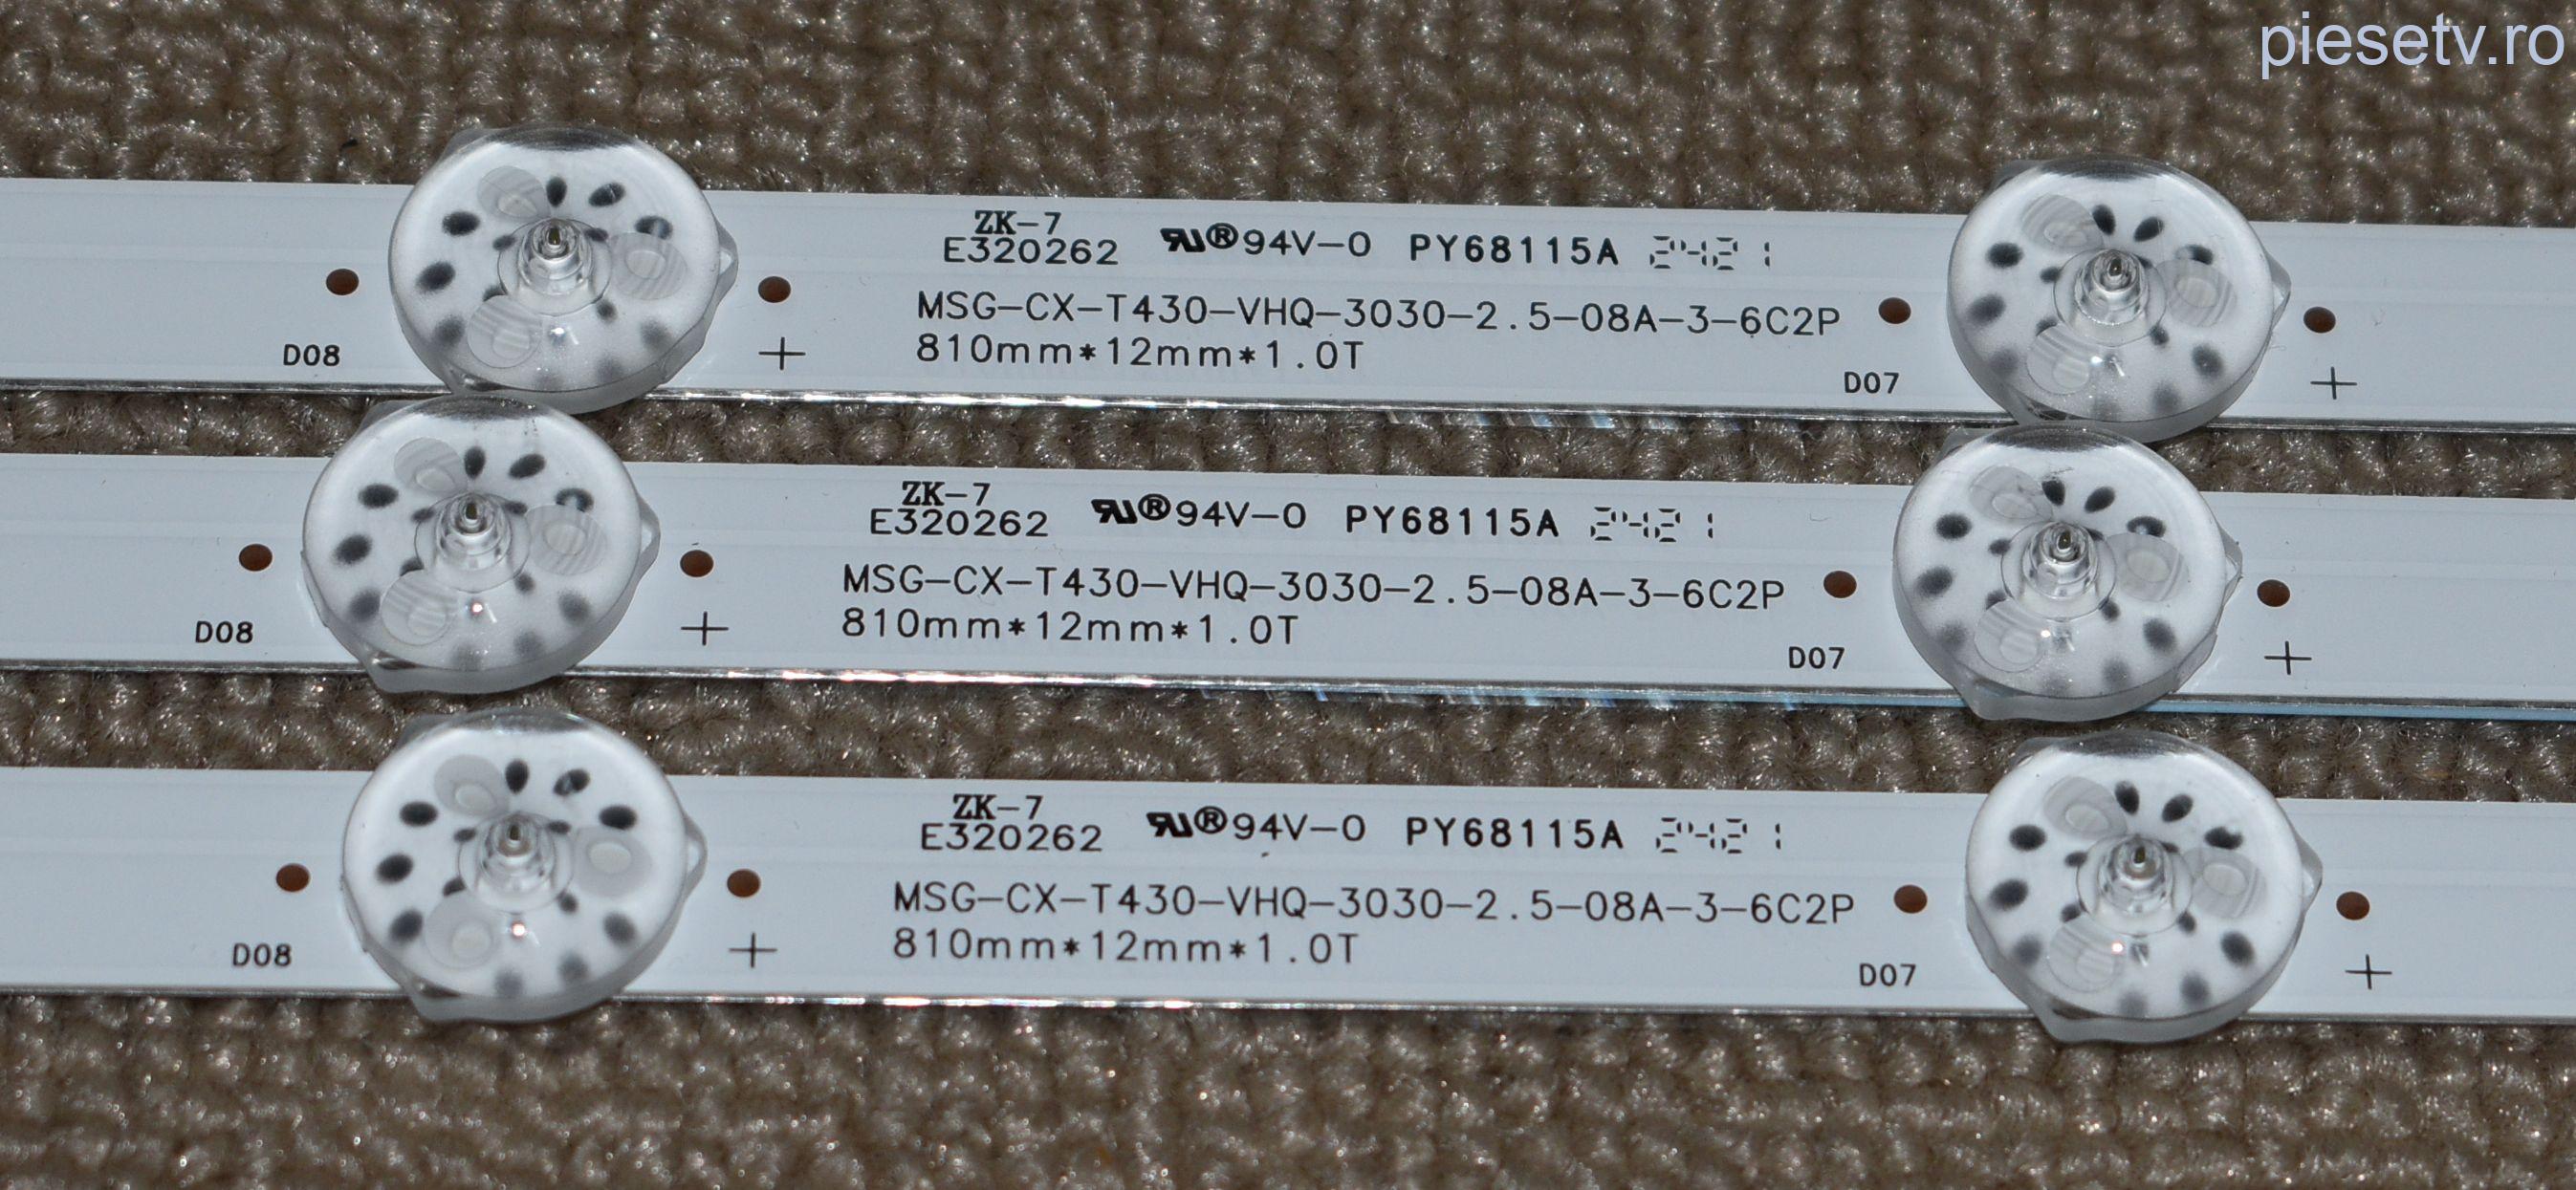 piesetv.ro
ZK-7
E320262 ®94V-0 PY68115A 2421
MSG-CX-T430-VHQ-3030-2.5-08A-3-6C2P
810mm*12mm*1.0T
D08 + D07 +
ZK-7
E320262 ®94V-0 PY68115A 2421
MSG-CX-T430-VHQ-3030-2.5-08A-3-6C2P
810mm*12mm*1.0T
D08 + D07 +
ZK-7
E320262 ®94V-0 PY68115A 2421
MSG-CX-T430-VHQ-3030-2.5-08A-3-6C2P
810mm*12mm*1.0T
D08 + D07 +